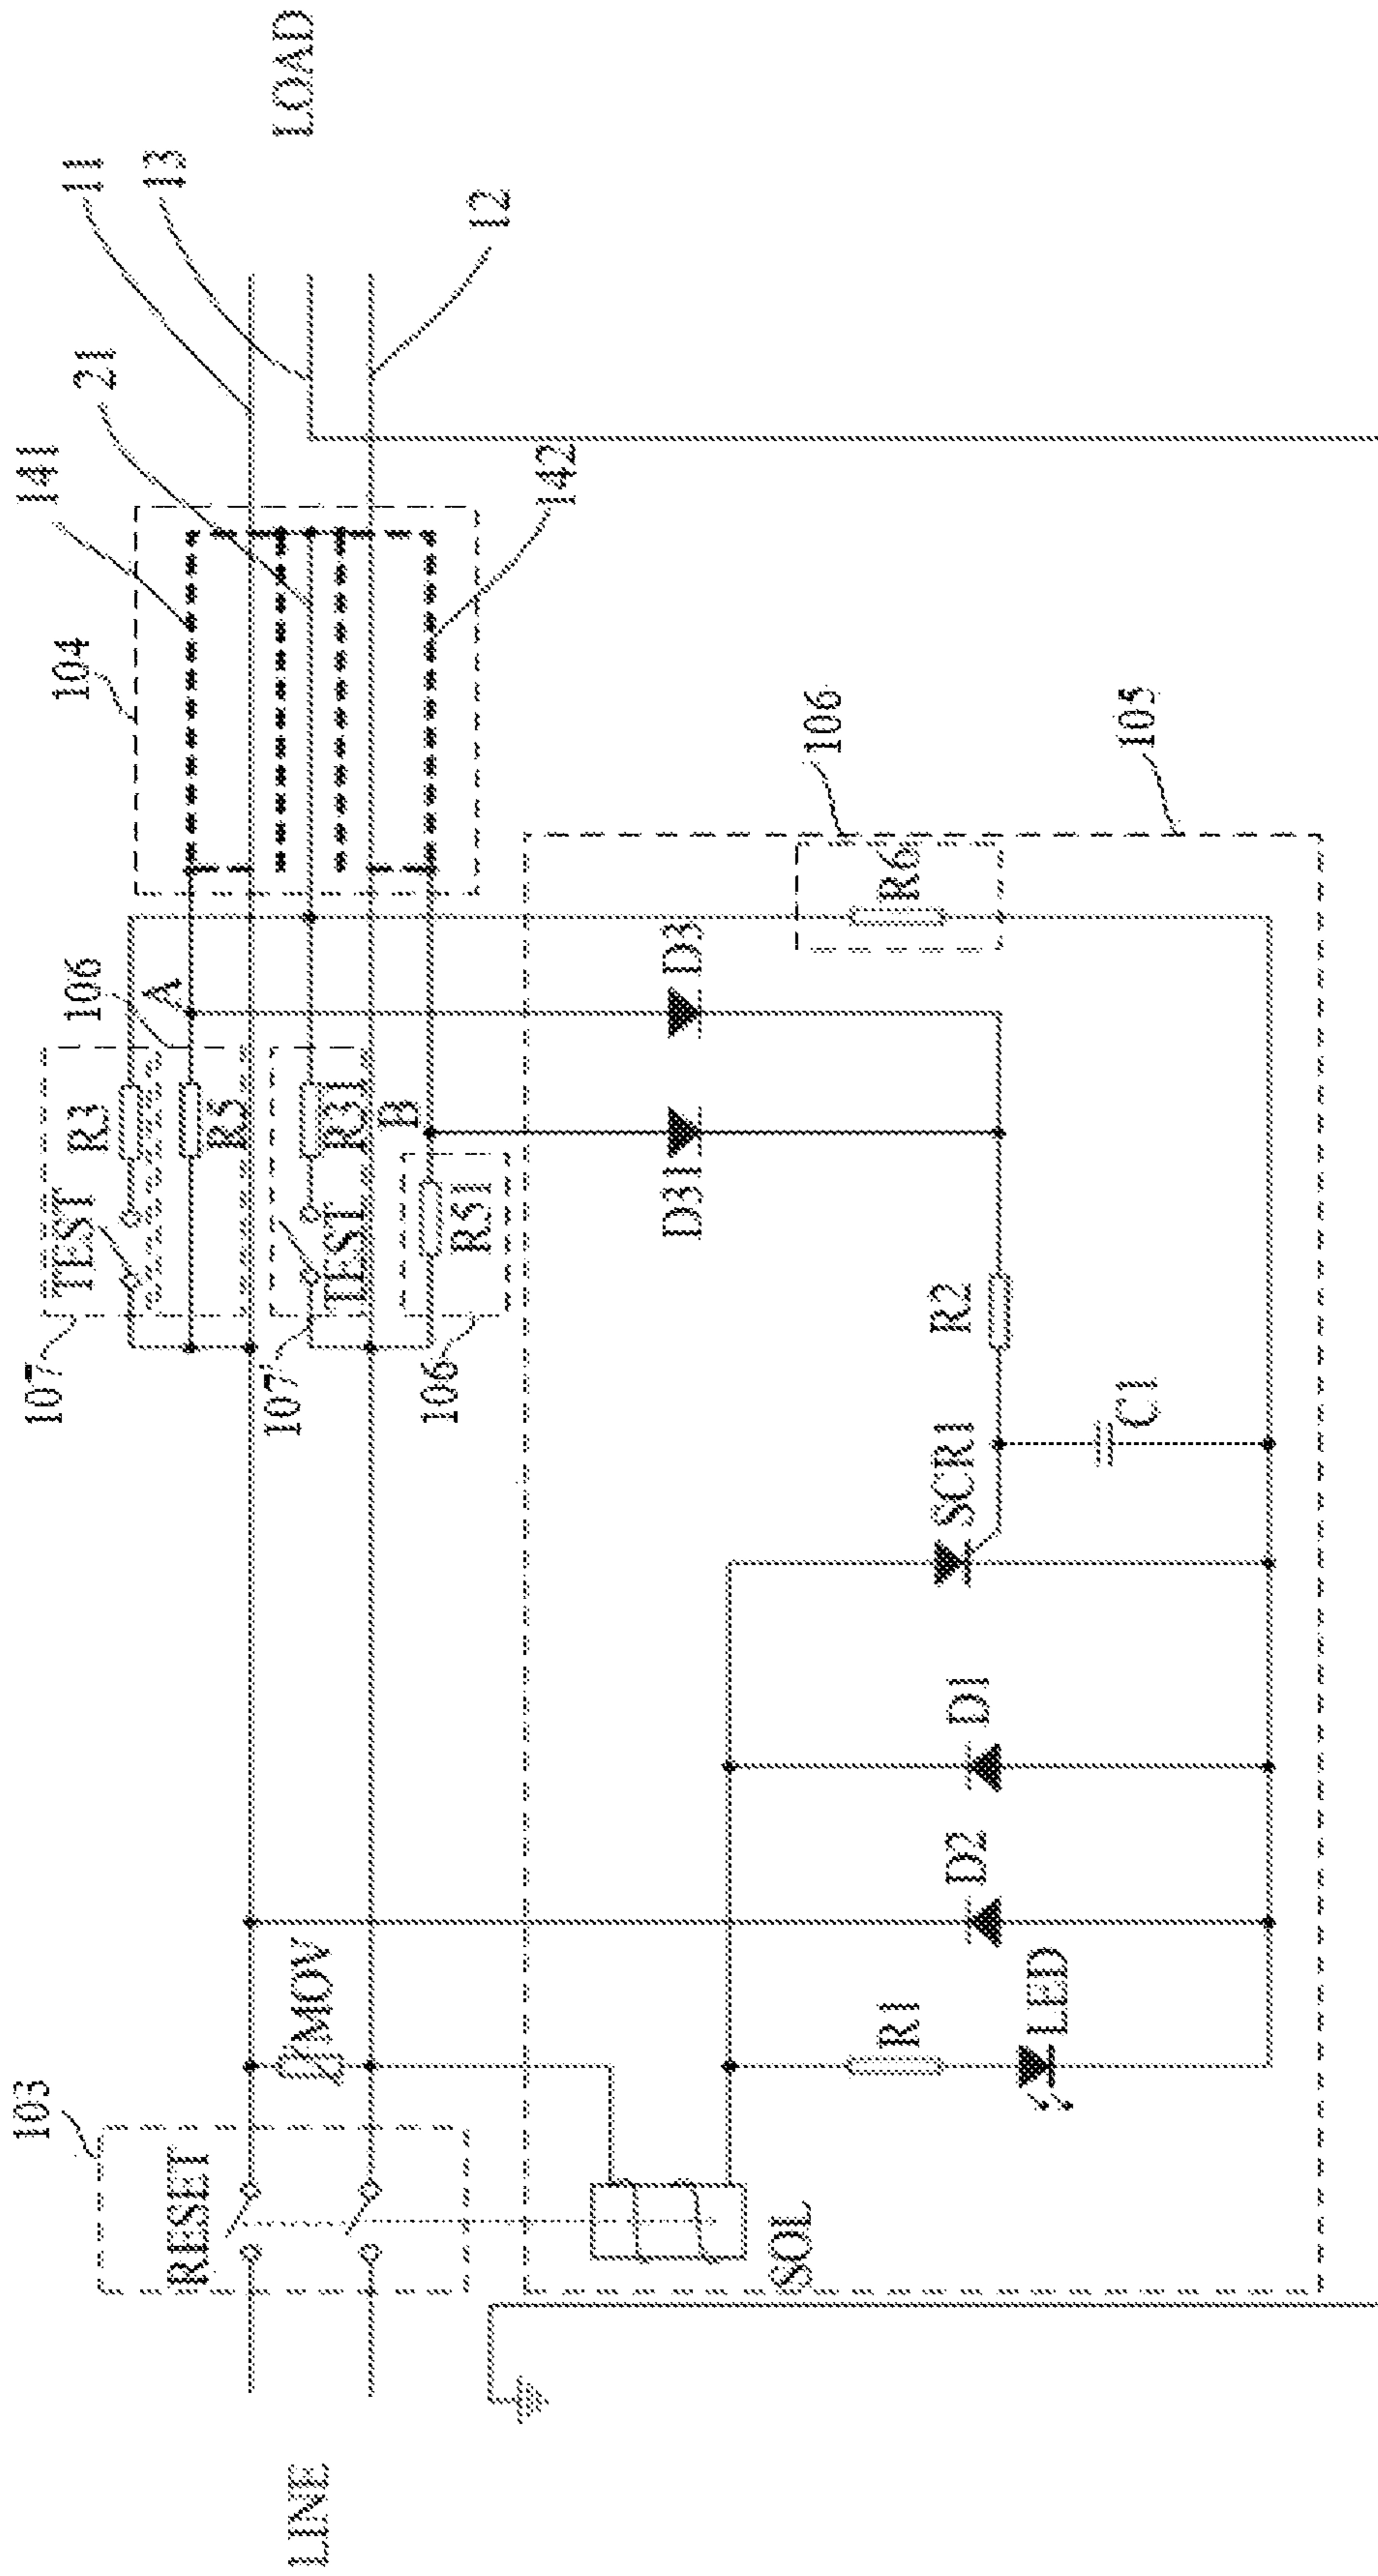 LINE
LOAD
103
RESET
MOV
SOL
R1
LED
D2
D1
SCR1
C1
R2
D31
D3
R6
106
105
107
TEST
R3
R5
106
A
107'
TEST
R31
B
R51
106
104
141
142
21
11
13
12